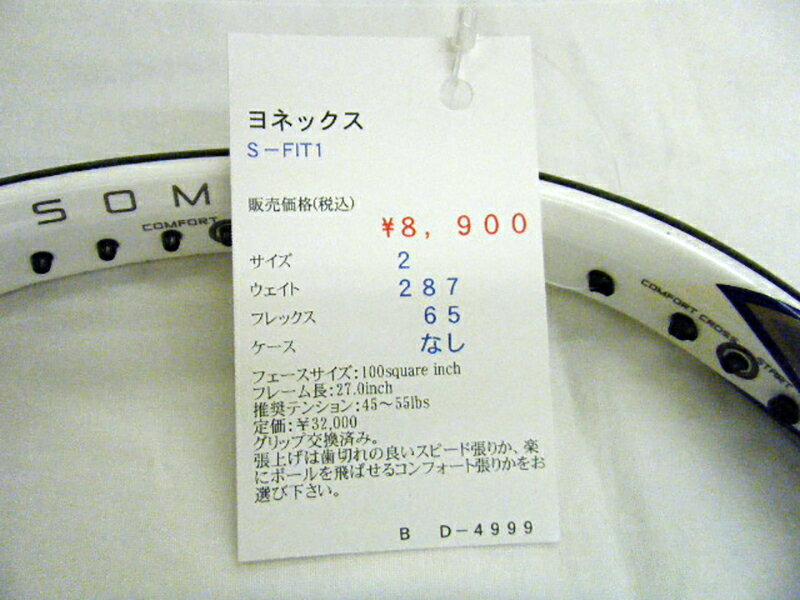 ヨネックス
S－FIT1
販売価格(税込)
¥8, 900
サイズ 2
ウェイト 287
フレックス 65
ケース なし
フェースサイズ：100square inch
フレーム長：27.0inch
推奨テンション：45～55lbs
定価：¥32,000
グリップ交換済み。
張上げは歯切れの良いスピード張りか、楽
にボールを飛ばせるコンフォート張りかをお
選び下さい。
B D－4999
SOM
COMFORT
COMFORT CROSS START